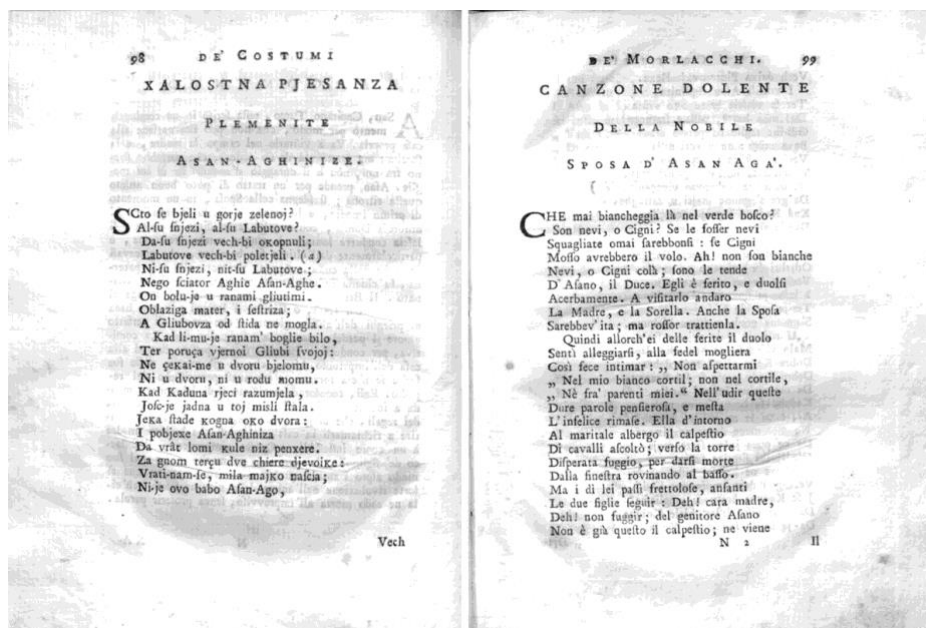 98 DE' COSTUMI
XALOSTNA PJESANZA
PLEMENITE
ASAN-AGHINIZE.
SCto ſe bjeli u gorje zelenoj?
Al-ſu ſnjezi, al-ſu Labutove?
Da-ſu ſnjezi vech-bi oκopnuli;
Labutove vech-bi poletjeli. (a)
Ni-ſu ſnjezi, nit-ſu Labutove;
Nego ſciator Aghie Aſan-Aghe.
On bolu-je u ranami gliutimi.
Oblaziga mater, i ſeſtriza;
A Gliubovza od ſtida ne mogla.
Kad li-mu-je ranam' boglie bilo,
Ter poruça vjernoi Gliubi ſvojoj:
Ne çeκai-me u dvoru bjelomu,
Ni u dvoru, ni u rodu momu.
Kad Kaduna rjeci razumjela,
Joſc-je jadna u toj misli ſtala.
Jeκa ſtade κogna oκo dvora:
I pobjexe Aſan-Aghiniza
Da vrât lomi κule niz penxere.
Za gnom terçu dve chiere djevoiκe:
Vrati-nam-ſe, mila majκo naſcia;
Ni-je ovo babo Aſan-Ago,
Vech
DE' MORLACCHI. 99
CANZONE DOLENTE
DELLA NOBILE
SPOSA D' ASAN AGA'.
CHE mai biancheggia là nel verde boſco?
Son nevi, o Cigni? Se le foſſer nevi
Squagliate omai ſarebbonſi: ſe Cigni
Moſſo avrebbero il volo. Ah! non ſon bianche
Nevi, o Cigni colà; ſono le tende
D' Aſano, il Duce. Egli è ferito, e duolſi
Acerbamente. A viſitarlo andaro
La Madre, e la Sorella. Anche la Spoſa
Sarebbev' ita; ma roſſor trattienla.
Quindi allorch'ei delle ferite il duolo
Sentì alleggiarſi, alla fedel mogliera
Così fece intimar: ,, Non aſpettarmi
,, Nel mio bianco cortil; non nel cortile,
,, Nè fra' parenti miei." Nell'udir queſte
Dure parole penſieroſa, e meſta
L' infelice rimaſe. Ella d'intorno
Al maritale albergo il calpeſtio
Di cavalli aſcoltò; verſo la torre
Diſperata fuggìo, per darſi morte
Dalla fineſtra rovinando al baſſo.
Ma i di lei paſſi frettoloſe, anſanti
Le due figlie ſeguir: Deh! cara madre,
Deh! non fuggir; del genitore Aſano
Non è già queſto il calpeſtio; ne viene
N 2 Il